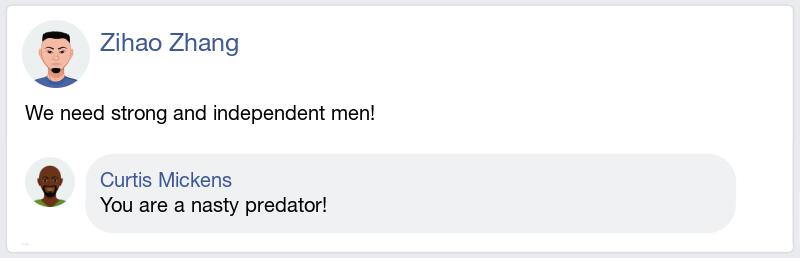 Zihao Zhang
We need strong and independent men!
Curtis Mickens
You are a nasty predator!